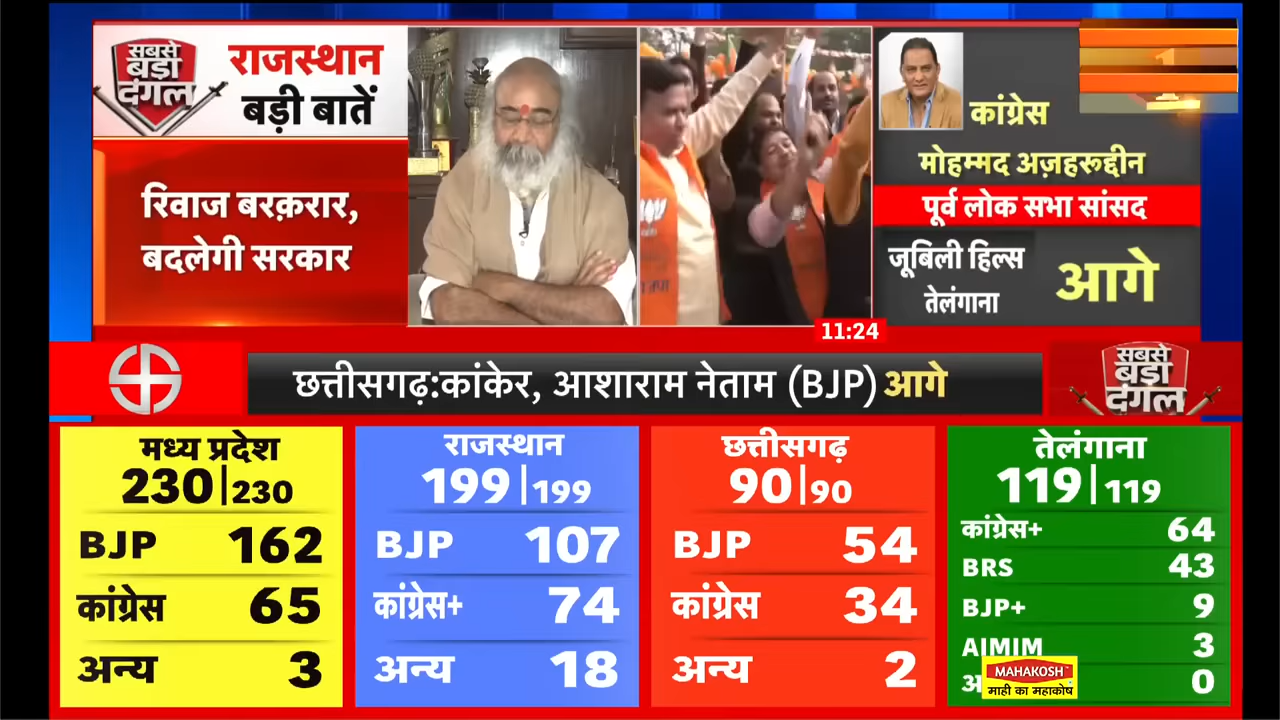 सबसे
बड़ा
दंगल
राजस्थान
बड़ी बातें
रिवाज बरक़रार,
बदलेगी सरकार
कांग्रेस
मोहम्मद अज़हरूद्दीन
पूर्व लोक सभा सांसद
जूबिली हिल्स
तेलंगाना
आगे
11:24
छत्तीसगढ़:कांकेर, आशाराम नेताम (BJP) आगे
सबसे
बड़ा
दंगल
मध्य प्रदेश
230|230
BJP 162
कांग्रेस 65
अन्य 3
राजस्थान
199|199
BJP 107
कांग्रेस+ 74
अन्य 18
छत्तीसगढ़
90|90
BJP 54
कांग्रेस 34
अन्य 2
तेलंगाना
119|119
कांग्रेस+ 64
BRS 43
BJP+ 9
AIMIM 3
0
MAHAKOSH
माही का महाकोष